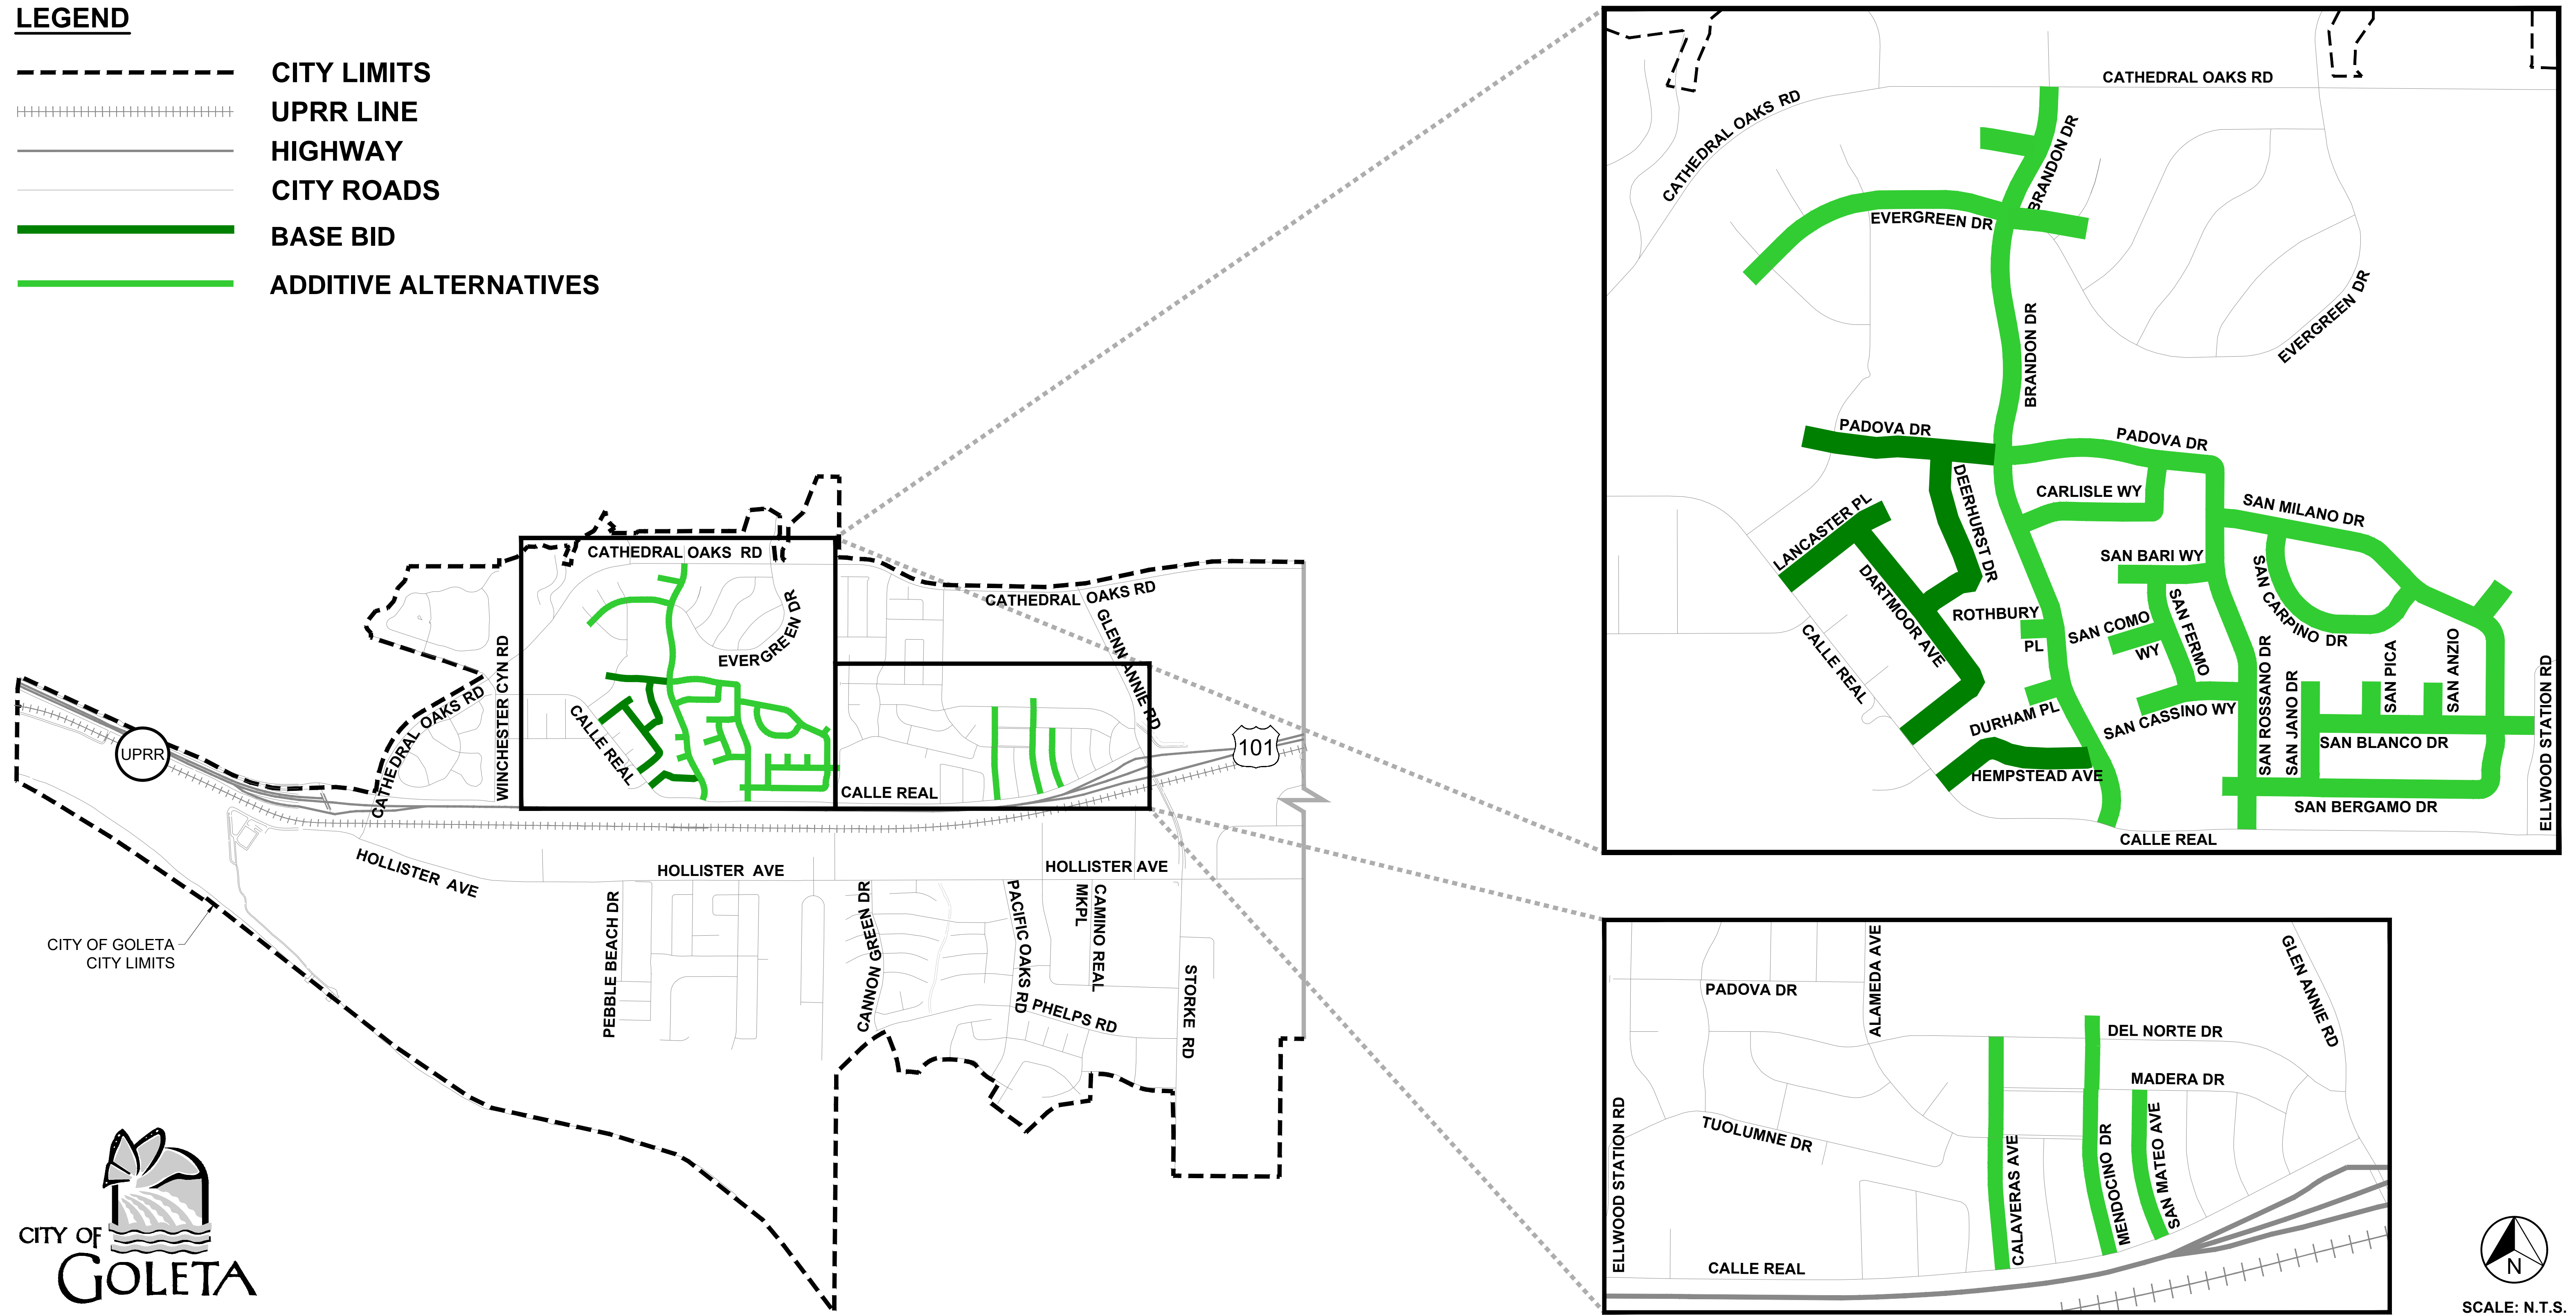 LEGEND
CITY LIMITS
UPRR LINE
HIGHWAY
CITY ROADS
BASE BID
ADDITIVE ALTERNATIVES
CATHEDRAL OAKS RD
EVERGREEN DR
CALLE REAL
WINCHESTER CYN RD
CATHEDRAL OAKS RD
CATHEDRAL OAKS RD
CATHEDRAL OAKS RD
GLENN ANNIE RD
CALLE REAL
101
UPRR
HOLLISTER AVE
HOLLISTER AVE
HOLLISTER AVE
PEBBLE BEACH DR
CANNON GREEN DR
PACIFIC OAKS RD
CAMINO REAL
MKPL
PHELPS RD
STORKE RD
CITY OF GOLETA
CITY LIMITS
CITY OF
GOLETA
CATHEDRAL OAKS RD
CATHEDRAL OAKS RD
BRANDON DR
EVERGREEN DR
EVERGREEN DR
BRANDON DR
PADOVA DR
PADOVA DR
DEERHURST DR
CARLISLE WY
SAN MILANO DR
LANCASTER PL
DARTMOOR AVE
SAN BARI WY
SAN CARPINO DR
ROTHBURY
PL
SAN COMO
WY
SAN FERMO
CALLE REAL
DURHAM PL
SAN CASSINO WY
SAN ROSSANO DR
SAN JANO DR
SAN PICA
SAN ANZIO
SAN BLANCO DR
HEMPSTEAD AVE
SAN BERGAMO DR
ELLWOOD STATION RD
CALLE REAL
PADOVA DR
ALAMEDA AVE
GLEN ANNIE RD
DEL NORTE DR
MADERA DR
TUOLUMNE DR
ELLWOOD STATION RD
CALAVERAS AVE
MENDOCINO DR
SAN MATEO AVE
CALLE REAL
N
SCALE: N.T.S.